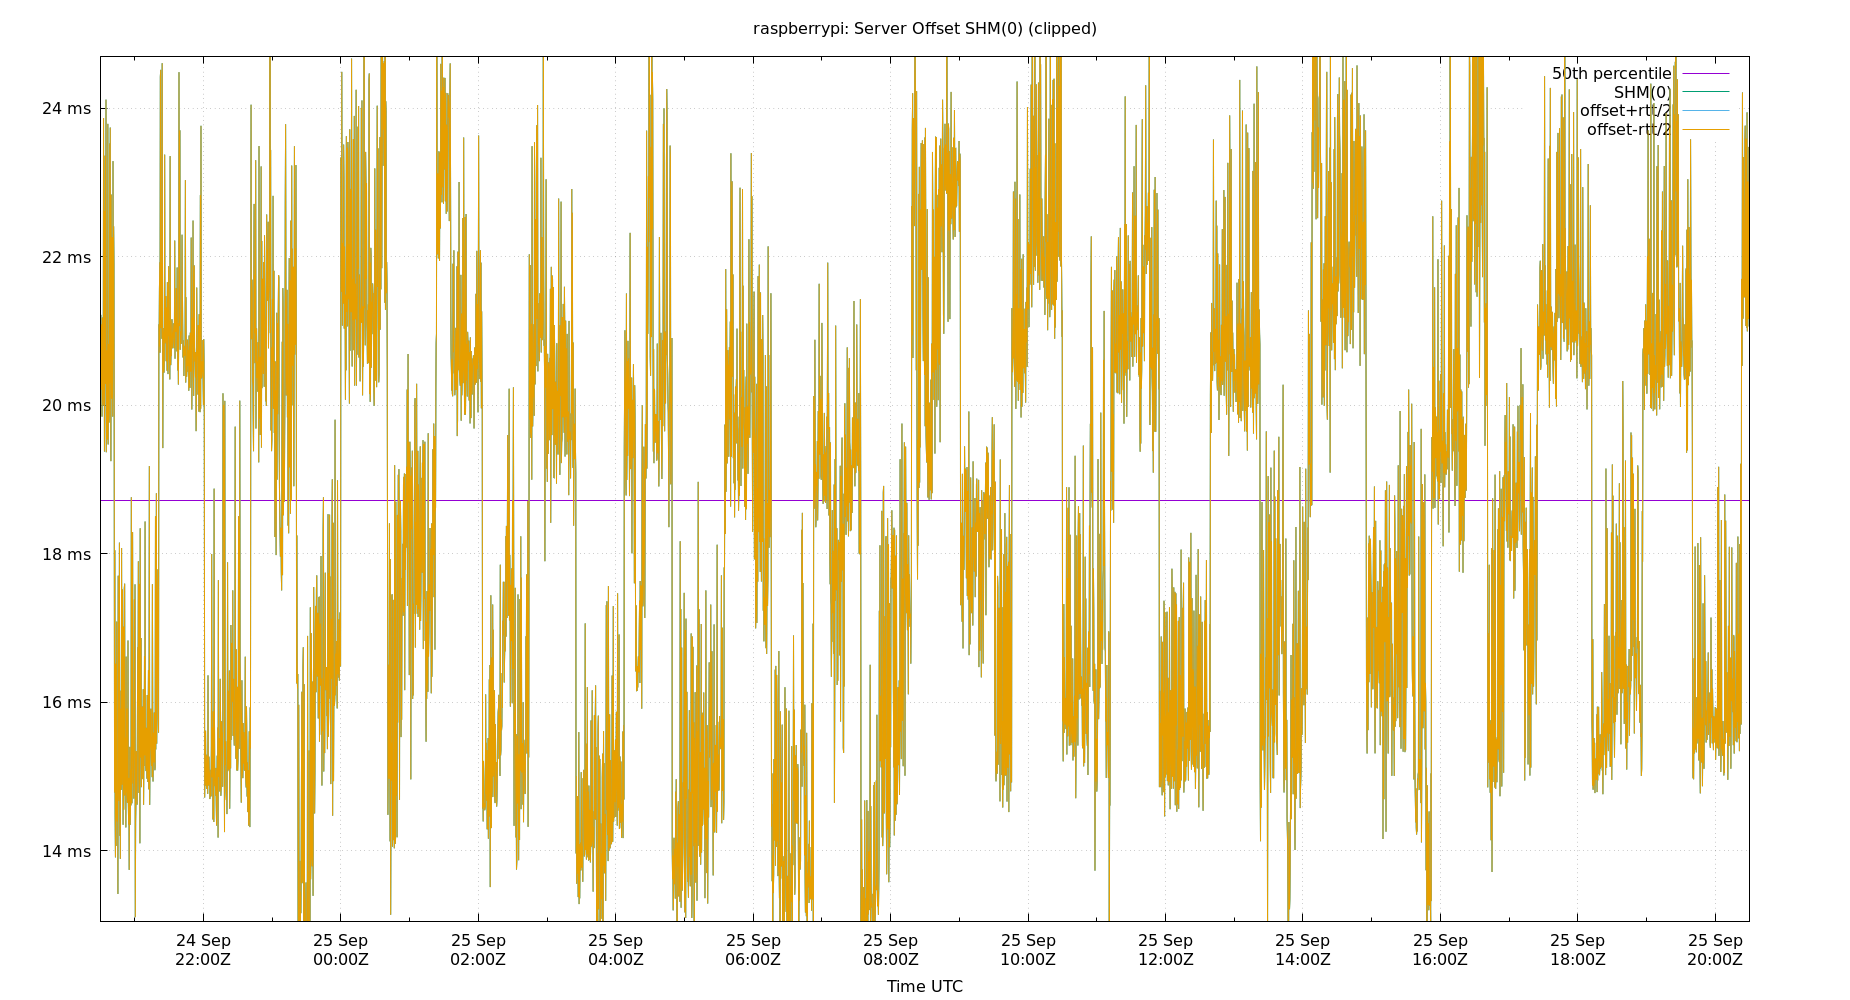 raspberrypi: Server Offset SHM(0) (clipped)
50th percentile
SHM(0)
offset+rtt/2
offset-rtt/2
24 ms
22 ms
20 ms
18 ms
16 ms
14 ms
24 Sep 25 Sep 25 Sep 25 Sep 25 Sep 25 Sep 25 Sep 25 Sep 25 Sep 25 Sep 25 Sep 25 Sep
22:00Z 00:00Z 02:00Z 04:00Z 06:00Z 08:00Z 10:00Z 12:00Z 14:00Z 16:00Z 18:00Z 20:00Z
Time UTC